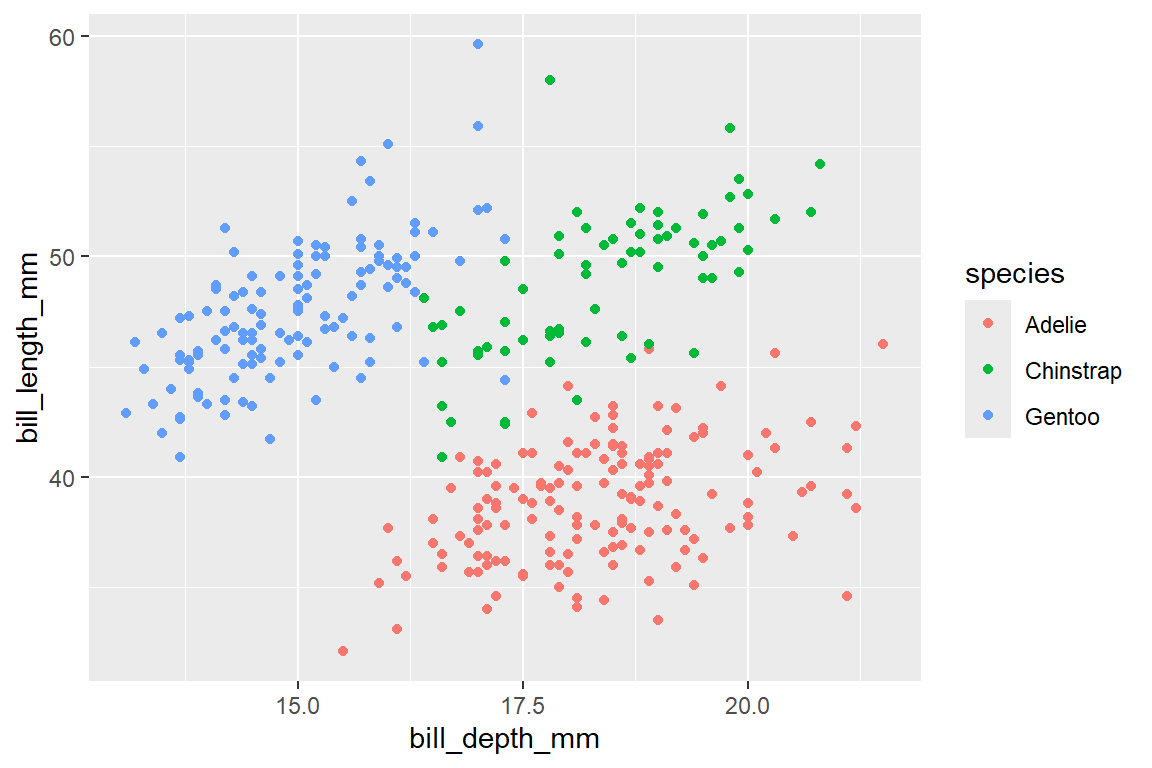 60
50
40
bill_length_mm
15.0
17.5
20.0
bill_depth_mm
species
Adelie
Chinstrap
Gentoo